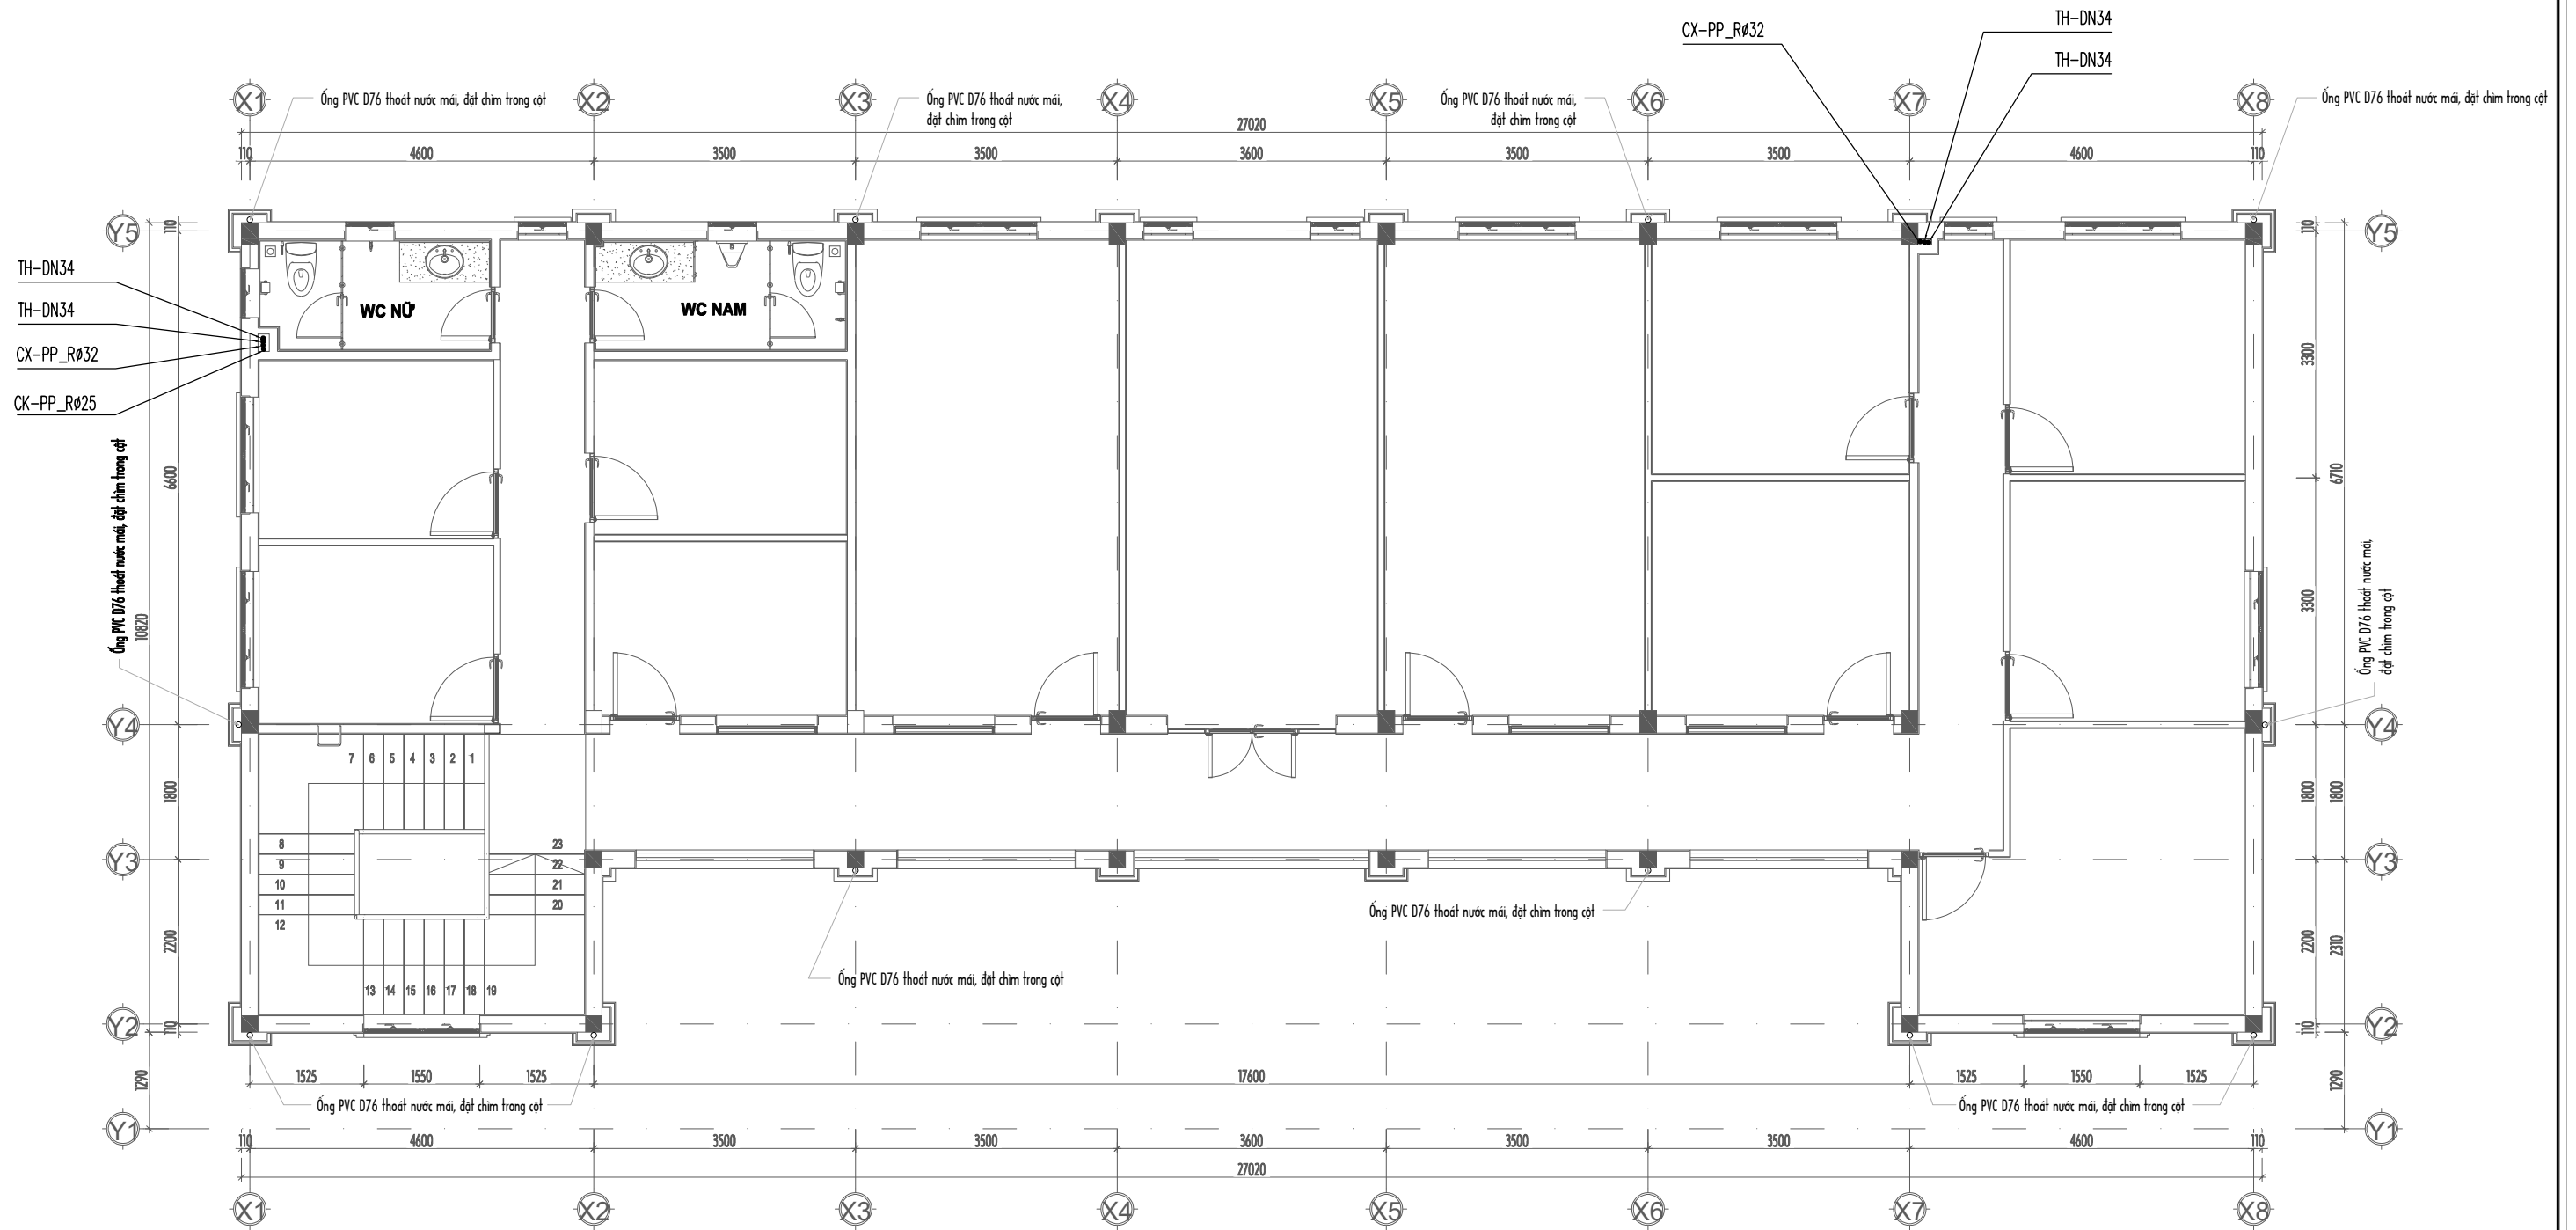 TH-DN34
CX-PP_Rø32
TH-DN34
X1
Ống PVC D76 thoát nước mái, đặt chìm trong cột
X2
X3
Ống PVC D76 thoát nước mái,
đặt chìm trong cột
X4
X5
Ống PVC D76 thoát nước mái,
đặt chìm trong cột
X6
X7
X8
Ống PVC D76 thoát nước mái, đặt chìm trong cột
27020
110
4600
3500
3500
3600
3500
3500
4600
110
Y5
110
110
Y5
TH-DN34
TH-DN34
CX-PP_Rø32
CK-PP_Rø25
WC NỮ
WC NAM
3300
6600
6710
Ống PVC D76 thoát nước mái, đặt chìm trong cột
10820
3300
Ống PVC D76 thoát nước mái,
đặt chìm trong cột
Y4
Y4
7 6 5 4 3 2 1
1800
1800
1800
8
9
10
11
12
23
22
21
20
Y3
Y3
Ống PVC D76 thoát nước mái, đặt chìm trong cột
2200
2200
2310
Ống PVC D76 thoát nước mái, đặt chìm trong cột
13 14 15 16 17 18 19
Y2
110
110
Y2
1290
1525
1550
1525
17600
1525
1550
1525
1290
Ống PVC D76 thoát nước mái, đặt chìm trong cột
Ống PVC D76 thoát nước mái, đặt chìm trong cột
Y1
Y1
110
4600
3500
3500
3600
3500
3500
4600
110
27020
X1
X2
X3
X4
X5
X6
X7
X8